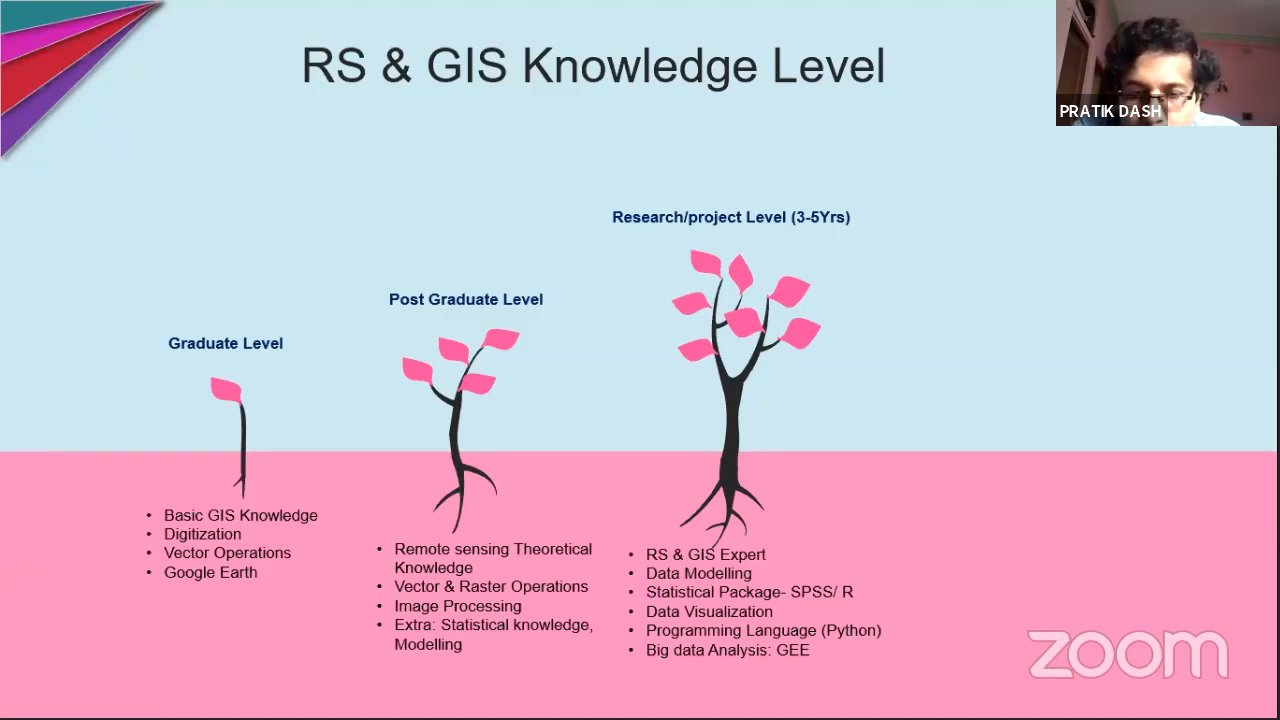 RS & GIS Knowledge Level
PRATIK DASH
Research/project Level (3-5Yrs)
Post Graduate Level
Graduate Level
• Basic GIS Knowledge
• Digitization
• Vector Operations
• Google Earth
• Remote sensing Theoretical
Knowledge
• Vector & Raster Operations
• Image Processing
• Extra: Statistical knowledge,
Modelling
• RS & GIS Expert
• Data Modelling
• Statistical Package- SPSS/ R
• Data Visualization
• Programming Language (Python)
• Big data Analysis: GEE
zoom